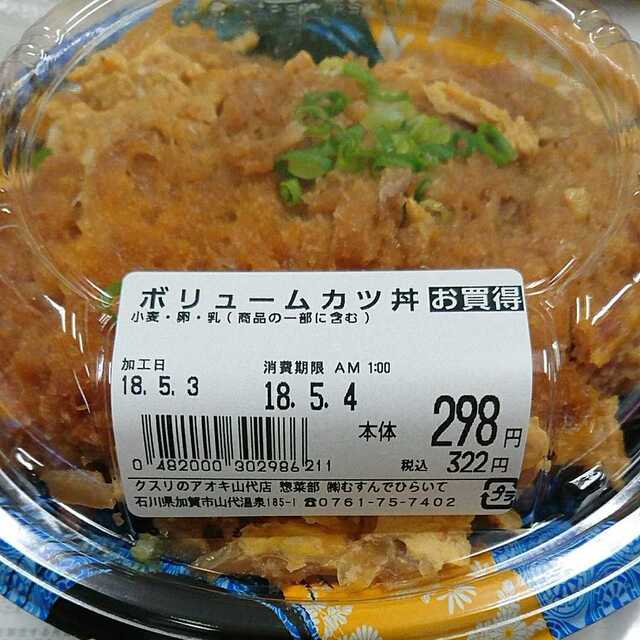 ボリュームカツ丼 お買得
小麦・卵・乳(商品の一部に含む)
加工日 消費期限 AM 1:00
18.5.3 18.5.4
本体 298円
税込 322円
0 482000 302986211
クスリのアオキ山代店 惣菜部 ㈱むすんでひらいて
石川県加賀市山代温泉185-1 ☎0761-75-7402
プラ